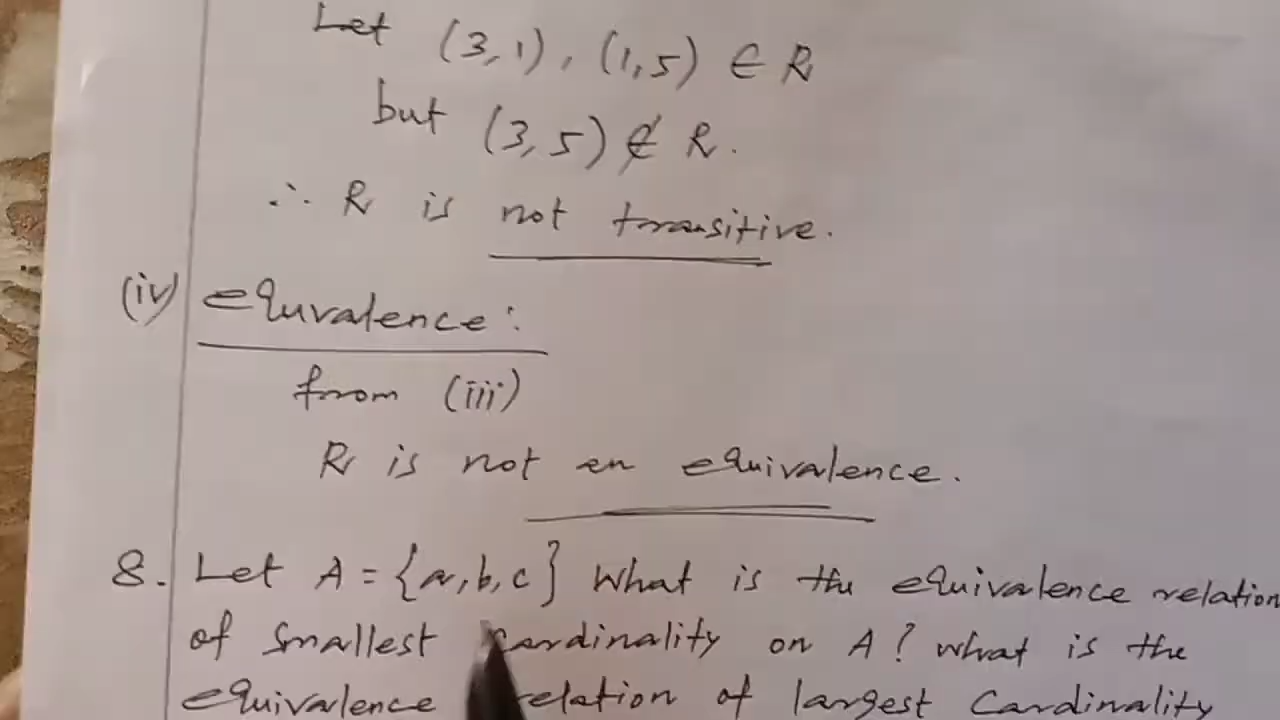 Let (3,1), (1,5) ∈ R
but (3,5) ∉ R.
∴ R is not transitive.
(iv) equvalence:
from (iii)
R is not an equivalence.
8. Let A = {a, b, c} What is the equivalence relation
of smallest cardinality on A? what is the
equivalence relation of largest Cardinality